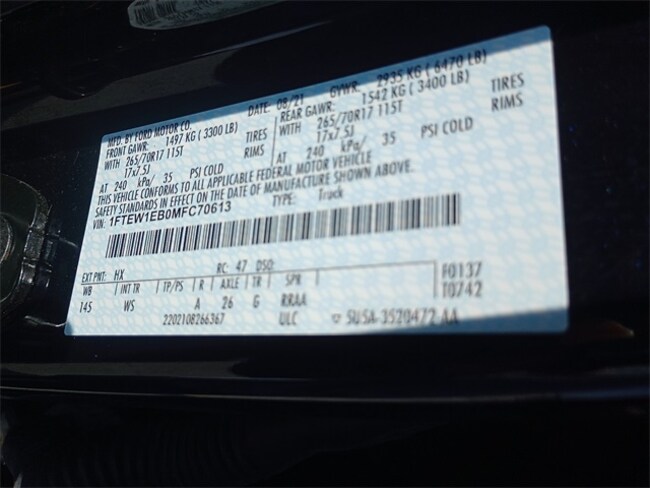 MFD. BY FORD MOTOR CO. DATE: 08/21 GVWR: 2935 KG ( 6470 LB)
FRONT GAWR: 1497 KG ( 3300 LB) REAR GAWR: 1542 KG ( 3400 LB)
WITH 265/70R17 115T TIRES WITH 265/70R17 115T TIRES
17x7.5J RIMS 17x7.5J RIMS
AT 240 kPa/ 35 PSI COLD AT 240 kPa/ 35 PSI COLD
THIS VEHICLE CONFORMS TO ALL APPLICABLE FEDERAL MOTOR VEHICLE
SAFETY STANDARDS IN EFFECT ON THE DATE OF MANUFACTURE SHOWN ABOVE.
VIN: 1FTEW1EB0MFC70613 TYPE: Truck
EXT PNT: HX RC: 47 DSO: F0137
WB INT TR TP/PS R AXLE TR SPR T0742
145 WS A 26 G RRAA
220210B266367 ULC ▽ 5U5A-3520472-AA